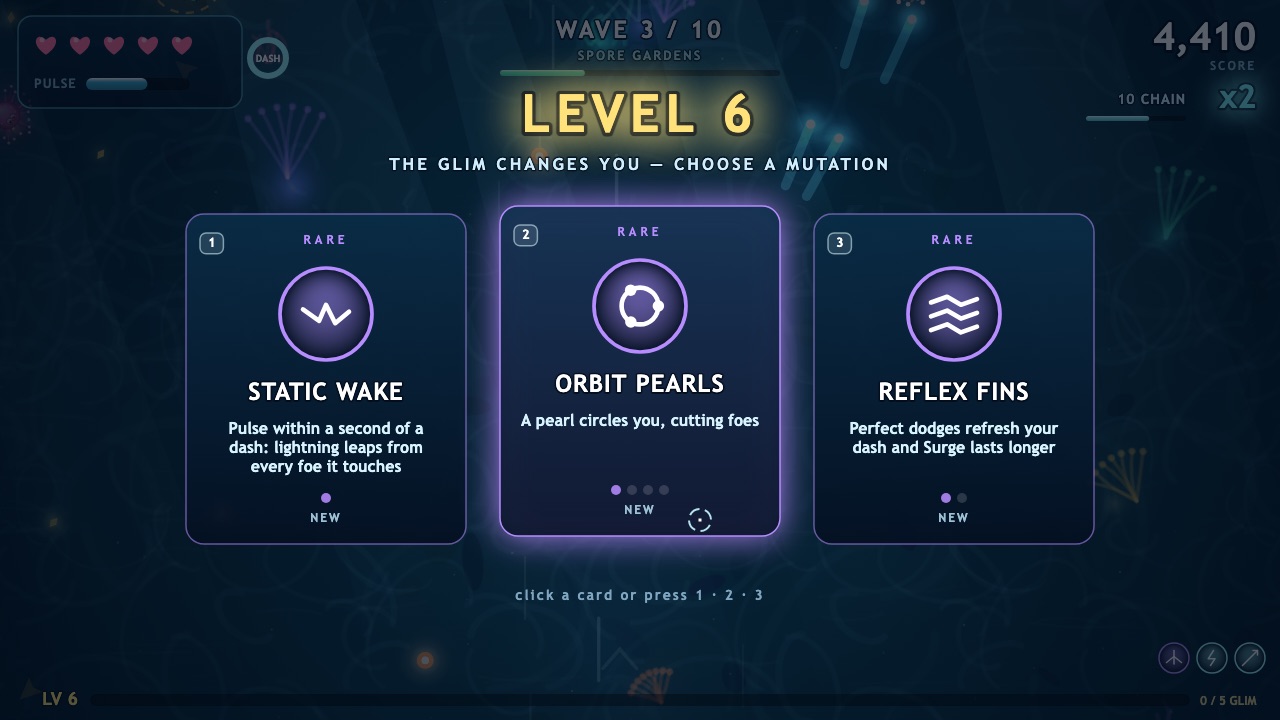 WAVE 3 / 10
SPORE GARDENS
DASH
PULSE
4,410
SCORE
10 CHAIN
x2
LEVEL 6
THE GLIM CHANGES YOU — CHOOSE A MUTATION
1
RARE
STATIC WAKE
Pulse within a second of a
dash: lightning leaps from
every foe it touches
NEW
2
RARE
ORBIT PEARLS
A pearl circles you, cutting foes
NEW
3
RARE
REFLEX FINS
Perfect dodges refresh your
dash and Surge lasts longer
NEW
click a card or press 1 · 2 · 3
LV 6
0 / 5 GLIM